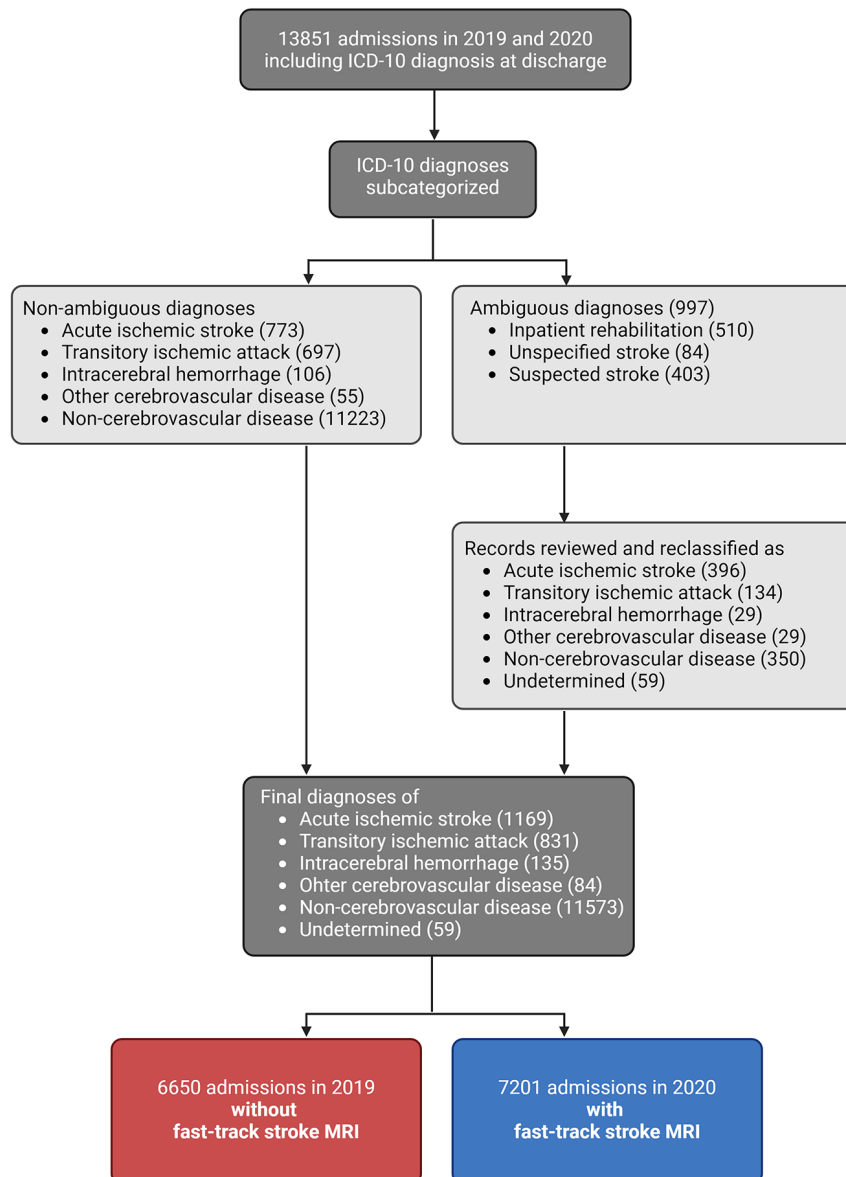 13851 admissions in 2019 and 2020
including ICD-10 diagnosis at discharge
ICD-10 diagnoses
subcategorized
Non-ambiguous diagnoses
• Acute ischemic stroke (773)
• Transitory ischemic attack (697)
• Intracerebral hemorrhage (106)
• Other cerebrovascular disease (55)
• Non-cerebrovascular disease (11223)
Ambiguous diagnoses (997)
• Inpatient rehabilitation (510)
• Unspecified stroke (84)
• Suspected stroke (403)
Records reviewed and reclassified as
• Acute ischemic stroke (396)
• Transitory ischemic attack (134)
• Intracerebral hemorrhage (29)
• Other cerebrovascular disease (29)
• Non-cerebrovascular disease (350)
• Undetermined (59)
Final diagnoses of
• Acute ischemic stroke (1169)
• Transitory ischemic attack (831)
• Intracerebral hemorrhage (135)
• Ohter cerebrovascular disease (84)
• Non-cerebrovascular disease (11573)
• Undetermined (59)
6650 admissions in 2019
without
fast-track stroke MRI
7201 admissions in 2020
with
fast-track stroke MRI